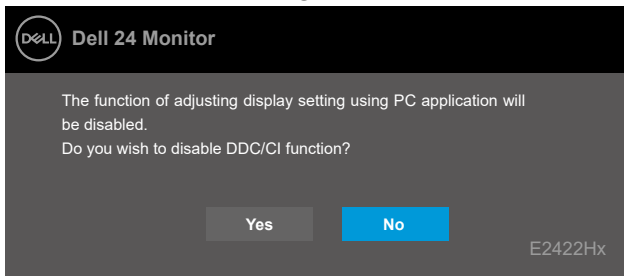 DELL Dell 24 Monitor
The function of adjusting display setting using PC application will
be disabled.
Do you wish to disable DDC/CI function?
Yes No
E2422Hx